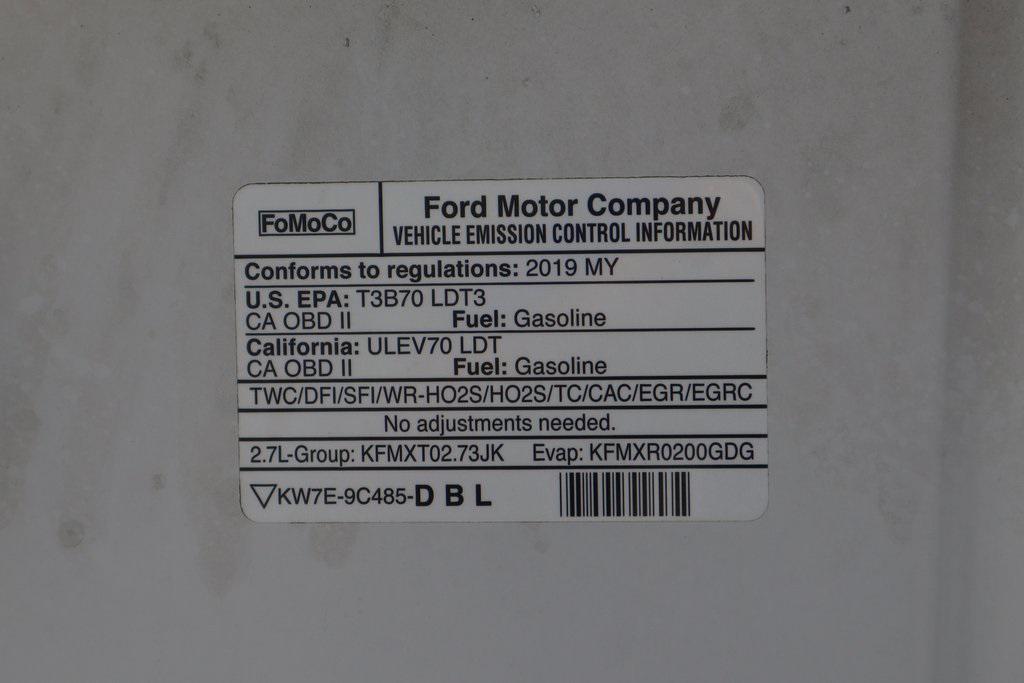 FoMoCo
Ford Motor Company
VEHICLE EMISSION CONTROL INFORMATION
Conforms to regulations: 2019 MY
U.S. EPA: T3B70 LDT3
CA OBD II Fuel: Gasoline
California: ULEV70 LDT
CA OBD II Fuel: Gasoline
TWC/DFI/SFI/WR-HO2S/HO2S/TC/CAC/EGR/EGRC
No adjustments needed.
2.7L-Group: KFMXT02.73JK Evap: KFMXR0200GDG
▽KW7E-9C485-D B L